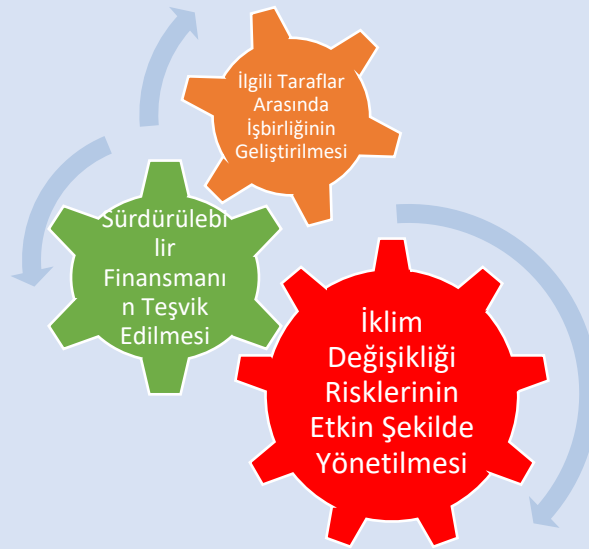 İlgili Taraflar
Arasında
İşbirliğinin
Geliştirilmesi
Sürdürülebi
lir
Finansmanı
n Teşvik
Edilmesi
İklim
Değişikliği
Risklerinin
Etkin Şekilde
Yönetilmesi